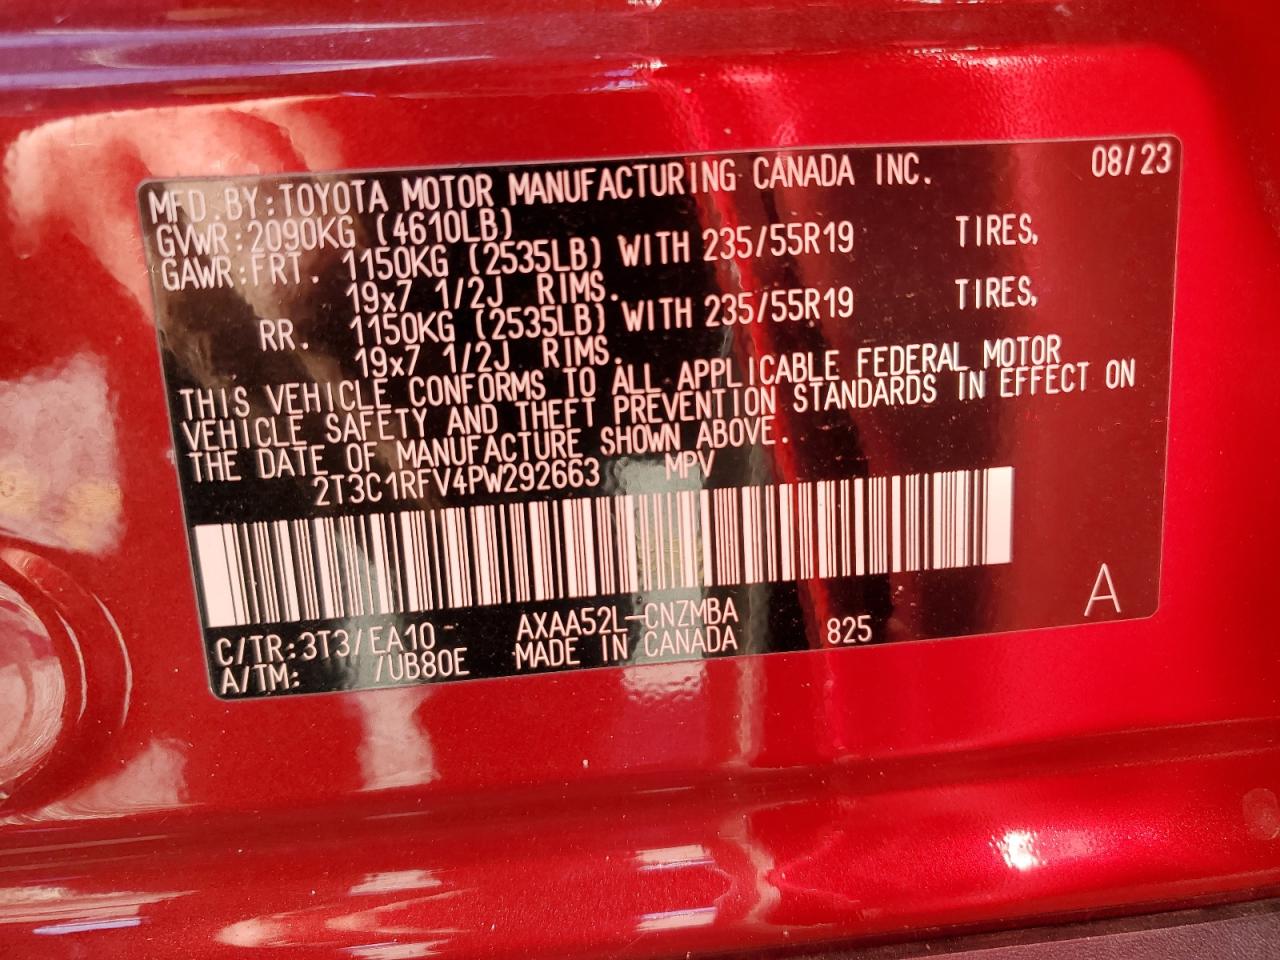 MFD.BY:TOYOTA MOTOR MANUFACTURING CANADA INC. 08/23
GVWR:2090KG (4610LB)
GAWR:FRT. 1150KG (2535LB) WITH 235/55R19 TIRES,
19x7 1/2J RIMS.
RR. 1150KG (2535LB) WITH 235/55R19 TIRES,
19x7 1/2J RIMS.
THIS VEHICLE CONFORMS TO ALL APPLICABLE FEDERAL MOTOR
VEHICLE SAFETY AND THEFT PREVENTION STANDARDS IN EFFECT ON
THE DATE OF MANUFACTURE SHOWN ABOVE.
2T3C1RFV4PW292663 MPV
C/TR:3T3/EA10 AXAA52L-CNZMBA 825 A
A/TM: /UB80E MADE IN CANADA